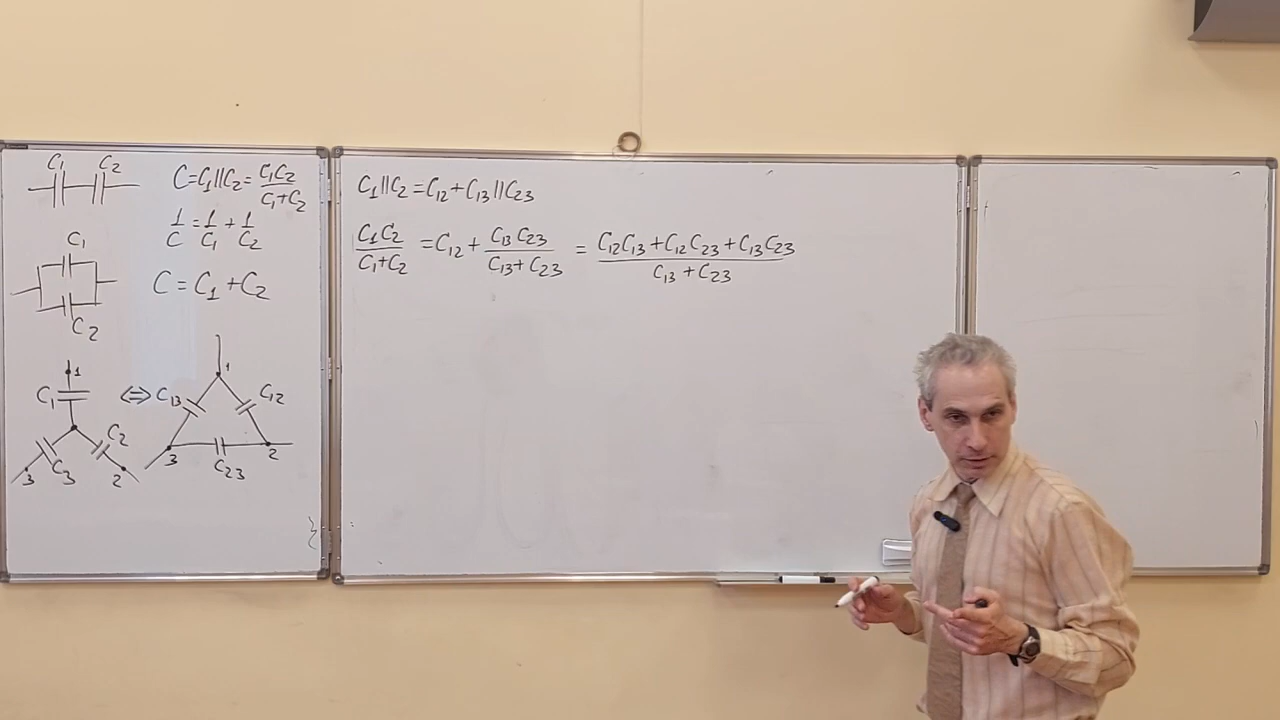 C₁ C₂
C=C₁||C₂=C₁C₂/(C₁+C₂)
1/C=1/C₁+1/C₂
C₁
C₂
C=C₁+C₂
1
C₁
C₂
C₃
3
2
⇔
1
C₁₃
C₁₂
3
2
C₂₃
C₁||C₂=C₁₂+C₁₃||C₂₃
C₁C₂/(C₁+C₂)=C₁₂+C₁₃C₂₃/(C₁₃+C₂₃)=(C₁₂C₁₃+C₁₂C₂₃+C₁₃C₂₃)/(C₁₃+C₂₃)